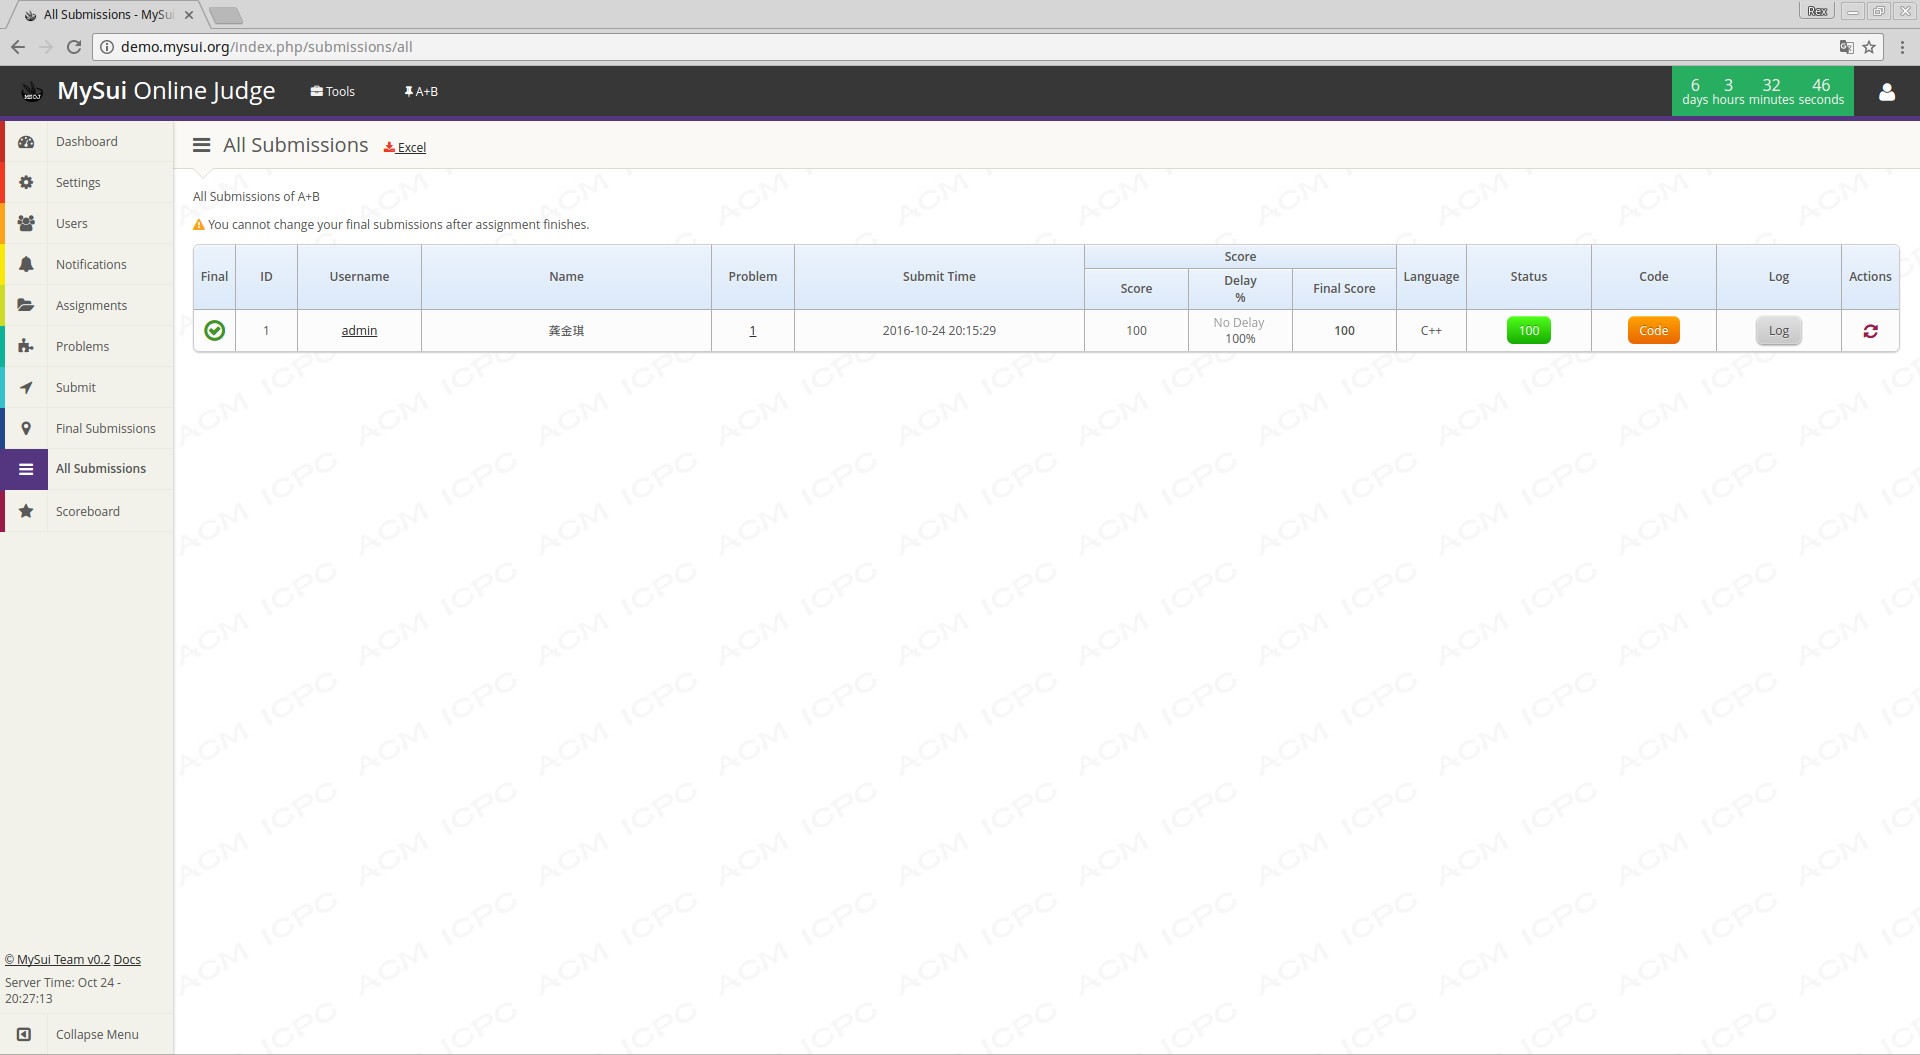 All Submissions - MySu
Rex
demo.mysui.org/index.php/submissions/all
MySui Online Judge
Tools
A+B
6 3 32 46
days hours minutes seconds
Dashboard
Settings
Users
Notifications
Assignments
Problems
Submit
Final Submissions
All Submissions
Scoreboard
© MySui Team v0.2 Docs
Server Time: Oct 24 -
20:27:13
Collapse Menu
All Submissions
Excel
All Submissions of A+B
You cannot change your final submissions after assignment finishes.
Final ID Username Name Problem Submit Time Score Language Status Code Log Actions
Score Delay % Final Score
1 admin 龚金琪 1 2016-10-24 20:15:29 100 No Delay 100% 100 C++ 100 Code Log
ACM ICPC